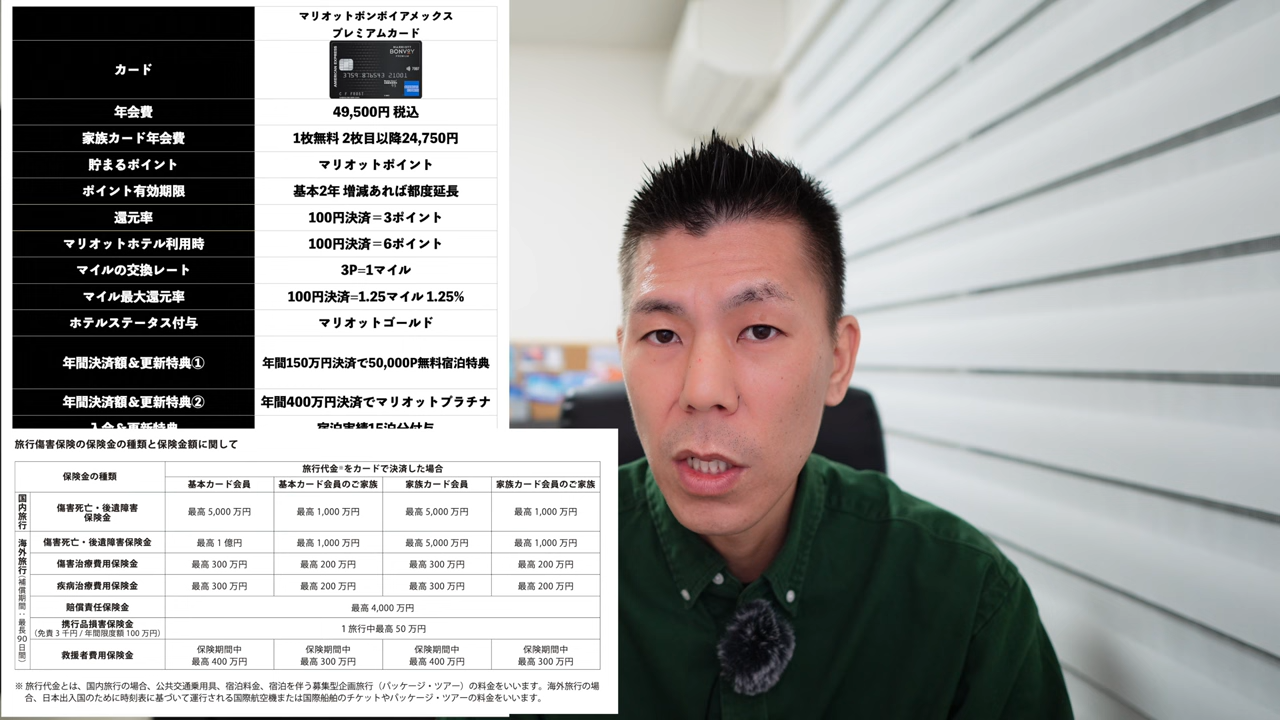 マリオットボンボイアメックス
プレミアムカード
カード
AMERICAN EXPRESS
MARRIOTT
BONVOY
3759 876543 21001
C F FROST
年会費 49,500円 税込
家族カード年会費 1枚無料 2枚目以降24,750円
貯まるポイント マリオットポイント
ポイント有効期限 基本2年 増減あれば都度延長
還元率 100円決済＝3ポイント
マリオットホテル利用時 100円決済＝6ポイント
マイルの交換レート 3P=1マイル
マイル最大還元率 100円決済=1.25マイル 1.25%
ホテルステータス付与 マリオットゴールド
年間決済額＆更新特典① 年間150万円決済で50,000P無料宿泊特典
年間決済額＆更新特典② 年間400万円決済でマリオットプラチナ
入会＆更新特典 宿泊実績15泊分付与
旅行傷害保険の保険金の種類と保険金額に関して
保険金の種類 旅行代金※をカードで決済した場合
基本カード会員 基本カード会員のご家族 家族カード会員 家族カード会員のご家族
国内旅行
傷害死亡・後遺障害
保険金
最高 5,000 万円 最高 1,000 万円 最高 5,000 万円 最高 1,000 万円
海外旅行（補償期間：最長90日間）
傷害死亡・後遺障害保険金 最高 1 億円 最高 1,000 万円 最高 5,000 万円 最高 1,000 万円
傷害治療費用保険金 最高 300 万円 最高 200 万円 最高 300 万円 最高 200 万円
疾病治療費用保険金 最高 300 万円 最高 200 万円 最高 300 万円 最高 200 万円
賠償責任保険金 最高 4,000 万円
携行品損害保険金
（免責 3 千円 / 年間限度額 100 万円）
1 旅行中最高 50 万円
救援者費用保険金
保険期間中 保険期間中 保険期間中 保険期間中
最高 400 万円 最高 300 万円 最高 400 万円 最高 300 万円
※ 旅行代金とは、国内旅行の場合、公共交通乗用具、宿泊料金、宿泊を伴う募集型企画旅行（パッケージ・ツアー）の料金をいいます。海外旅行の場
合、日本出入国のために時刻表に基づいて運行される国際航空機または国際船舶のチケットやパッケージ・ツアーの料金をいいます。